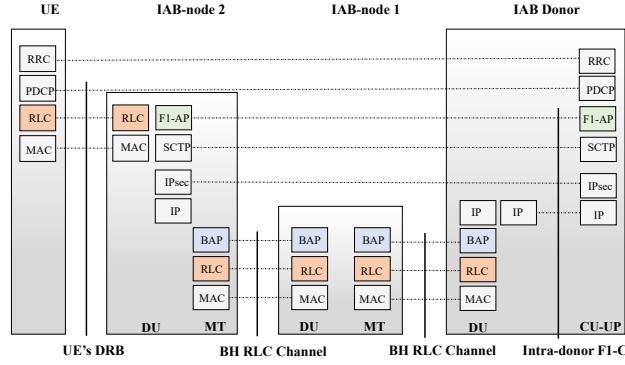 UE IAB-node 2 IAB-node 1 IAB Donor
RRC RRC
PDCP PDCP
RLC RLC F1-AP F1-AP
MAC MAC SCTP SCTP
IPsec IPsec
IP IP IP IP
BAP BAP BAP BAP
RLC RLC RLC RLC
MAC MAC MAC MAC
DU MT DU MT DU CU-UP
UE's DRB BH RLC Channel BH RLC Channel Intra-donor F1-C